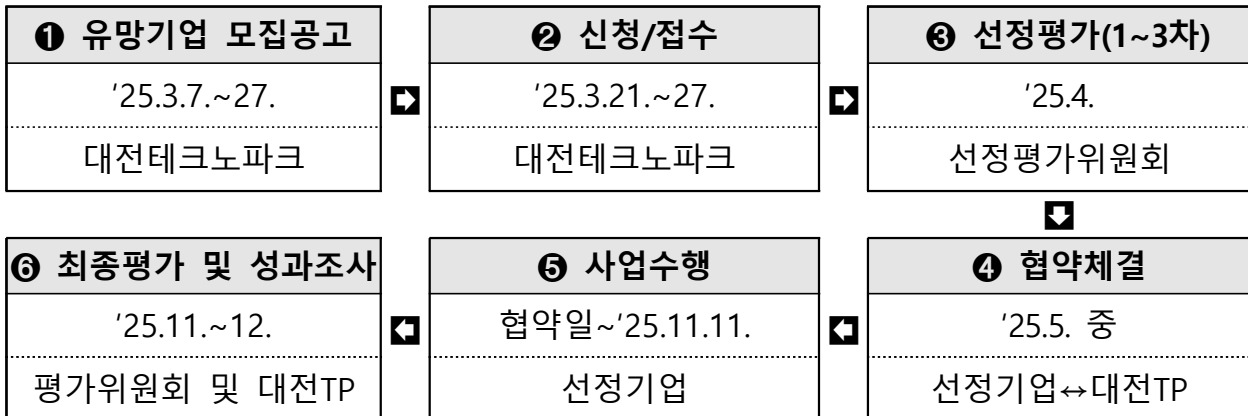 ❶ 유망기업 모집공고
'25.3.7.~27.
대전테크노파크
❷ 신청/접수
'25.3.21.~27.
대전테크노파크
❸ 선정평가(1~3차)
'25.4.
선정평가위원회
❹ 협약체결
'25.5. 중
선정기업↔대전TP
❺ 사업수행
협약일~'25.11.11.
선정기업
❻ 최종평가 및 성과조사
'25.11.~12.
평가위원회 및 대전TP